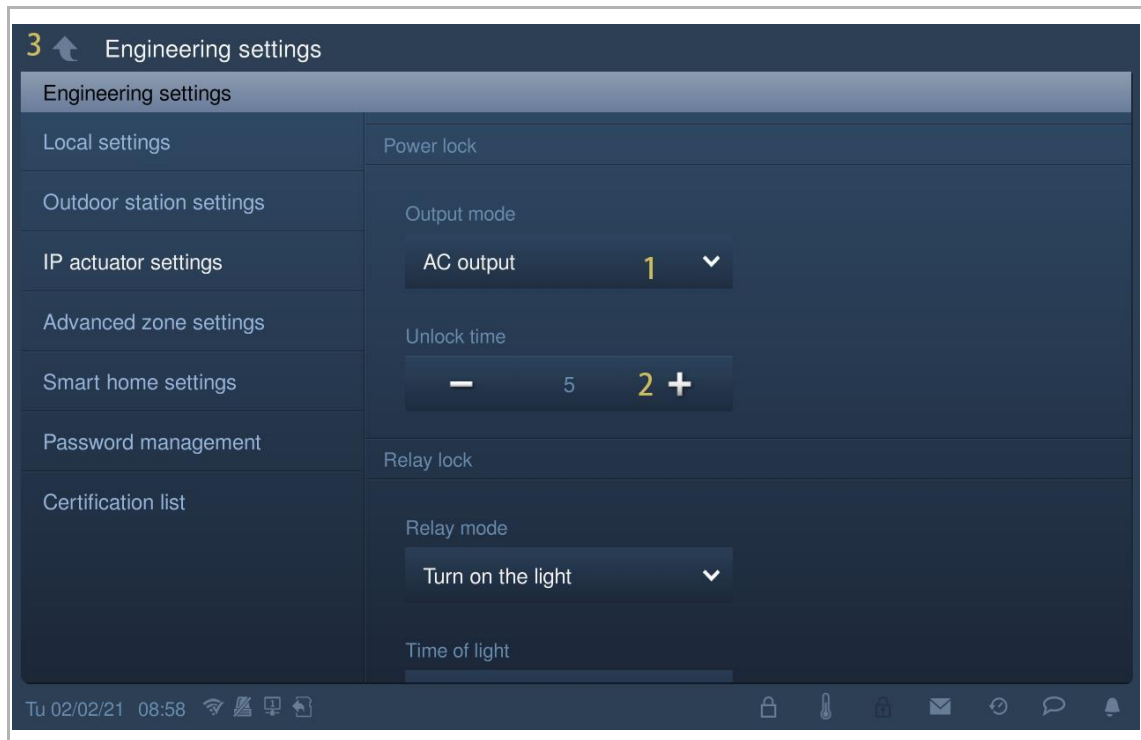 3 Engineering settings
Engineering settings
Local settings
Outdoor station settings
IP actuator settings
Advanced zone settings
Smart home settings
Password management
Certification list
Power lock
Output mode
AC output 1
Unlock time
5 2
Relay lock
Relay mode
Turn on the light
Time of light
Tu 02/02/21 08:58 1